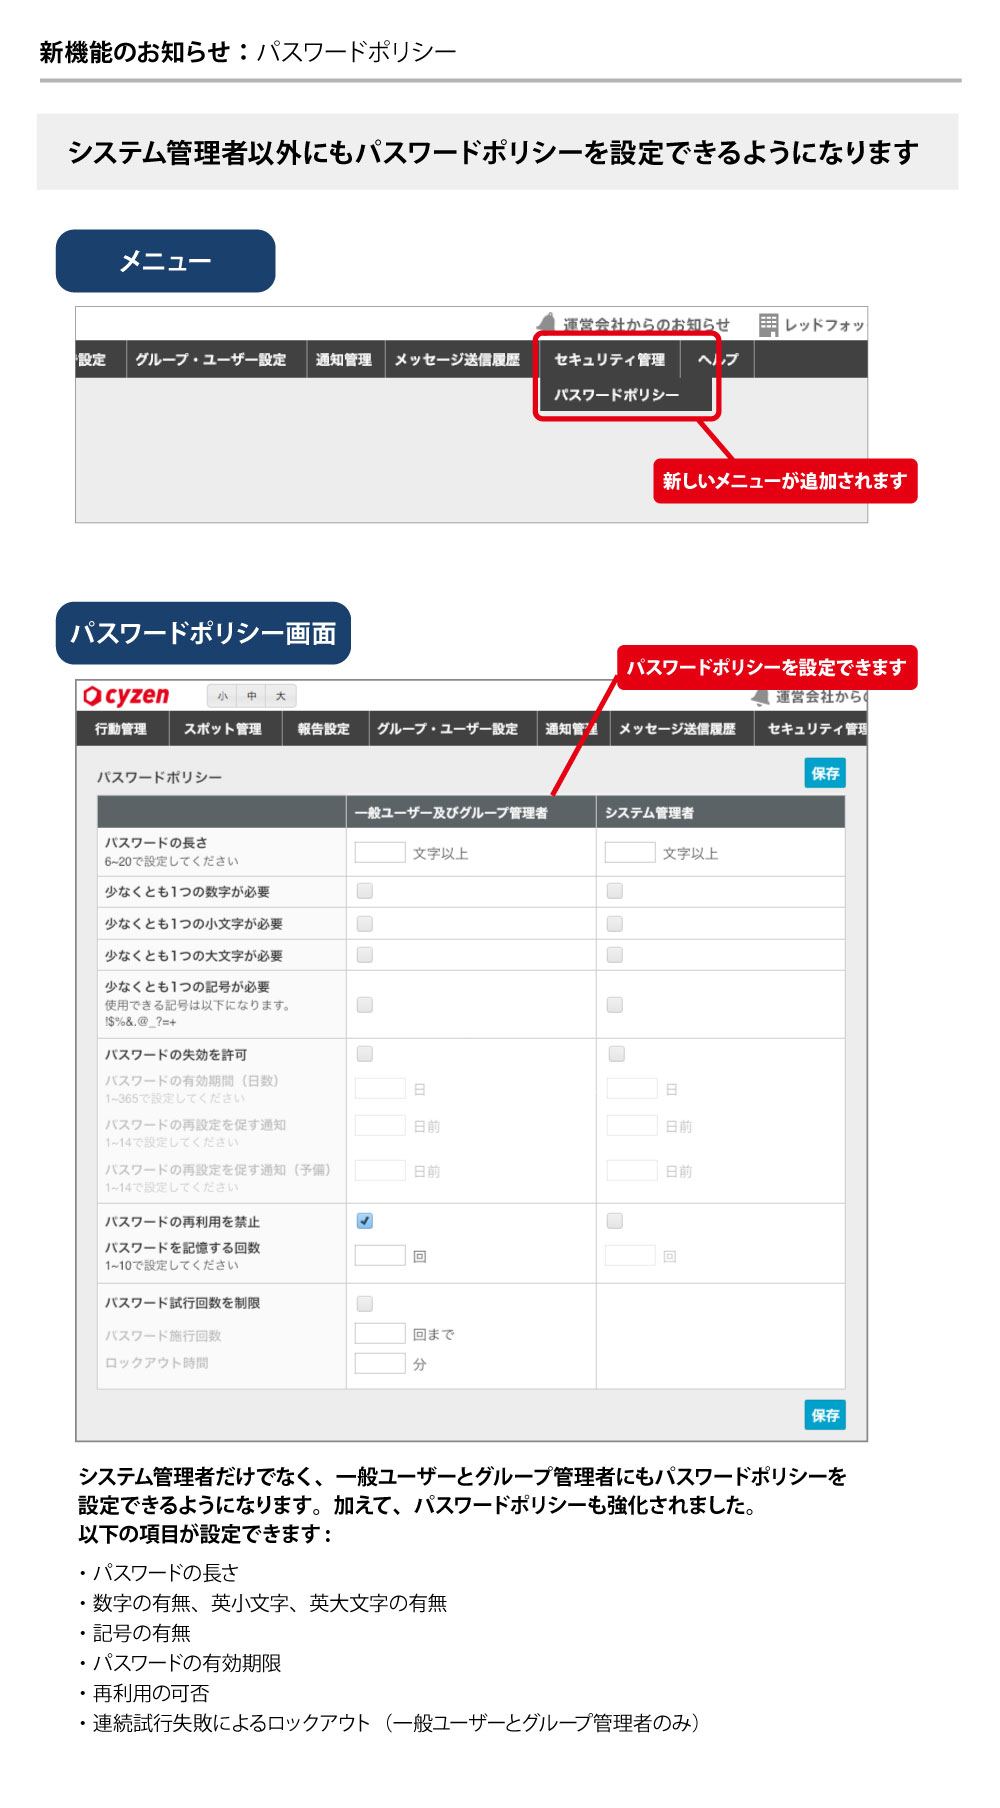 新機能のお知らせ：パスワードポリシー
システム管理者以外にもパスワードポリシーを設定できるようになります
メニュー
運営会社からのお知らせ レッドフォッ
設定 グループ・ユーザー設定 通知管理 メッセージ送信履歴 セキュリティ管理 ヘルプ
パスワードポリシー
新しいメニューが追加されます
パスワードポリシー画面
パスワードポリシーを設定できます
cyzen 小 中 大 運営会社から
行動管理 スポット管理 報告設定 グループ・ユーザー設定 通知管理 メッセージ送信履歴 セキュリティ管理
パスワードポリシー 保存
一般ユーザー及びグループ管理者 システム管理者
パスワードの長さ
6~20で設定してください
文字以上 文字以上
少なくとも1つの数字が必要
少なくとも1つの小文字が必要
少なくとも1つの大文字が必要
少なくとも1つの記号が必要
使用できる記号は以下になります。
!$%&.@_?=+
パスワードの失効を許可
パスワードの有効期間（日数）
1~365で設定してください
日 日
パスワードの再設定を促す通知
1~14で設定してください
日前 日前
パスワードの再設定を促す通知（予備）
1~14で設定してください
日前 日前
パスワードの再利用を禁止
パスワードを記憶する回数
1~10で設定してください
回 回
パスワード試行回数を制限
パスワード施行回数 回まで
ロックアウト時間 分
保存
システム管理者だけでなく、一般ユーザーとグループ管理者にもパスワードポリシーを
設定できるようになります。加えて、パスワードポリシーも強化されました。
以下の項目が設定できます：
・パスワードの長さ
・数字の有無、英小文字、英大文字の有無
・記号の有無
・パスワードの有効期限
・再利用の可否
・連続試行失敗によるロックアウト（一般ユーザーとグループ管理者のみ）